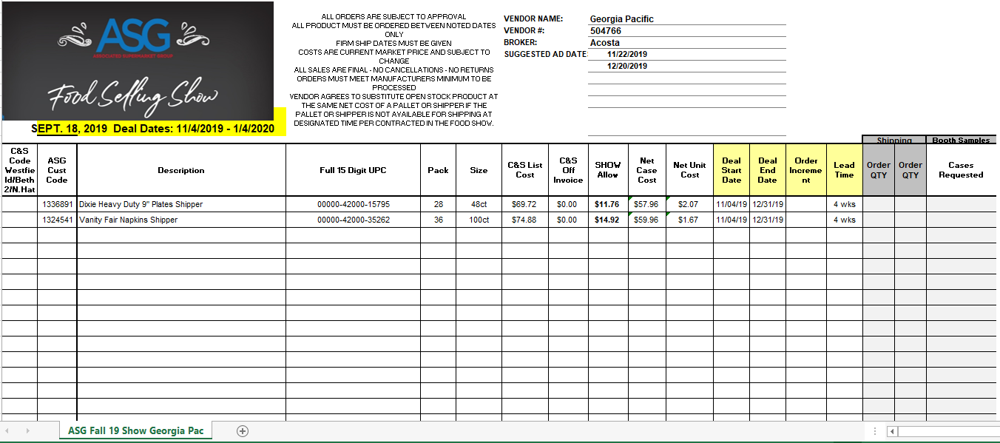 ASG
ASSOCIATED SUPERMARKET GROUP
Food Selling Show
SEPT. 18, 2019 Deal Dates: 11/4/2019 - 1/4/2020
ALL ORDERS ARE SUBJECT TO APPROVAL
ALL PRODUCT MUST BE ORDERED BETWEEN NOTED DATES
ONLY
FIRM SHIP DATES MUST BE GIVEN
COSTS ARE CURRENT MARKET PRICE AND SUBJECT TO
CHANGE
ALL SALES ARE FINAL - NO CANCELLATIONS - NO RETURNS
ORDERS MUST MEET MANUFACTURERS MINIMUM TO BE
PROCESSED
VENDOR AGREES TO SUBSTITUTE OPEN STOCK PRODUCT AT
THE SAME NET COST OF A PALLET OR SHIPPER IF THE
PALLET OR SHIPPER IS NOT AVAILABLE FOR SHIPPING AT
DESIGNATED TIME PER CONTRACTED IN THE FOOD SHOW.
VENDOR NAME: Georgia Pacific
VENDOR #: 504766
BROKER: Acosta
SUGGESTED AD DATE: 11/22/2019
12/20/2019
Shipping Booth Samples
C&S
Code
Westfie
ld/Beth
2/N.Hat
ASG
Cust
Code
Description
Full 15 Digit UPC
Pack
Size
C&S List
Cost
C&S
Off
Invoice
SHOW
Allow
Net
Case
Cost
Net Unit
Cost
Deal
Start
Date
Deal
End
Date
Order
Increme
nt
Lead
Time
Order
QTY
Order
QTY
Cases
Requested
1336891 Dixie Heavy Duty 9" Plates Shipper 00000-42000-15795 28 48ct $69.72 $0.00 $11.76 $57.96 $2.07 11/04/19 12/31/19 4 wks
1324541 Vanity Fair Napkins Shipper 00000-42000-35262 36 100ct $74.88 $0.00 $14.92 $59.96 $1.67 11/04/19 12/31/19 4 wks
ASG Fall 19 Show Georgia Pac